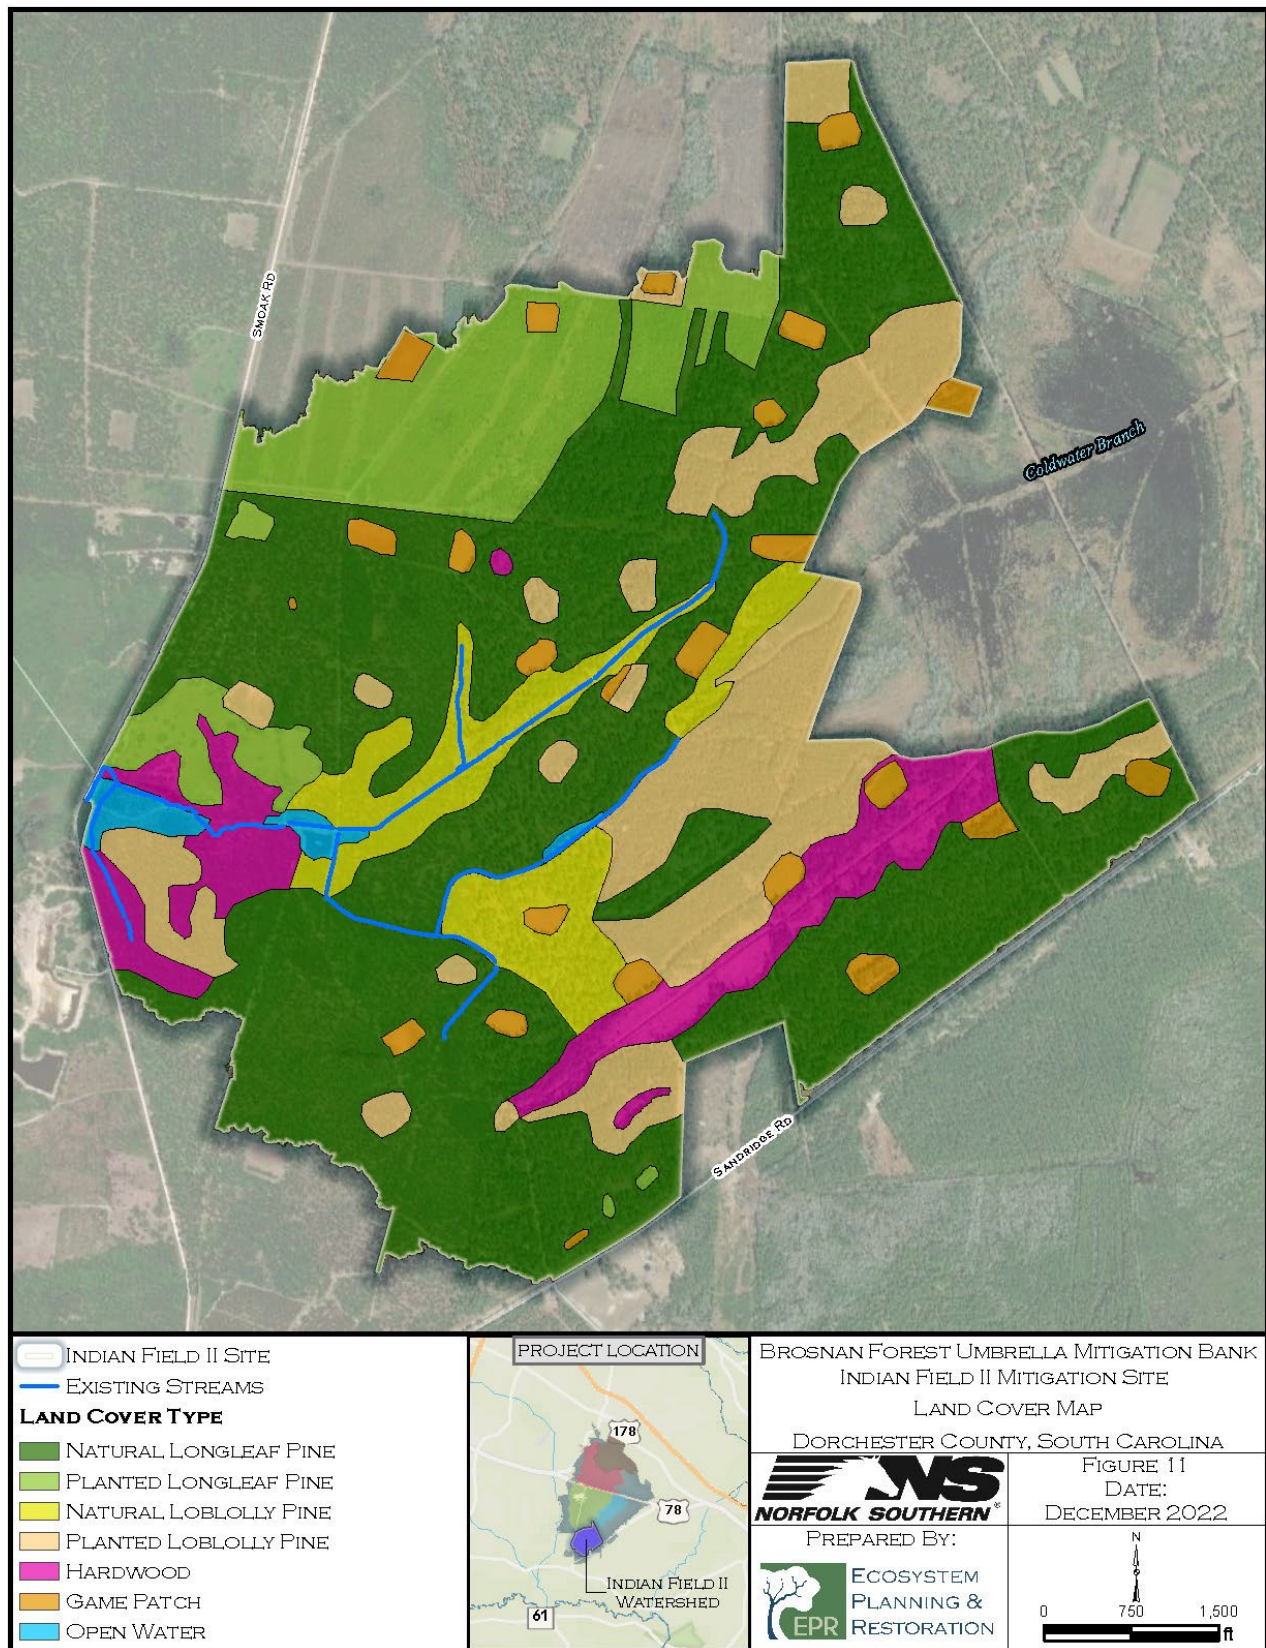 SMOAK RD
Coldwater Branch
SANDRIDGE RD
INDIAN FIELD II SITE
EXISTING STREAMS
LAND COVER TYPE
NATURAL LONGLEAF PINE
PLANTED LONGLEAF PINE
NATURAL LOBLOLLY PINE
PLANTED LOBLOLLY PINE
HARDWOOD
GAME PATCH
OPEN WATER
PROJECT LOCATION
178
78
INDIAN FIELD II
WATERSHED
61
BROSNAN FOREST UMBRELLA MITIGATION BANK
INDIAN FIELD II MITIGATION SITE
LAND COVER MAP
DORCHESTER COUNTY, SOUTH CAROLINA
NS
NORFOLK SOUTHERN®
FIGURE 11
DATE:
DECEMBER 2022
PREPARED BY:
EPR
ECOSYSTEM
PLANNING &
RESTORATION
N
0 750 1,500
ft